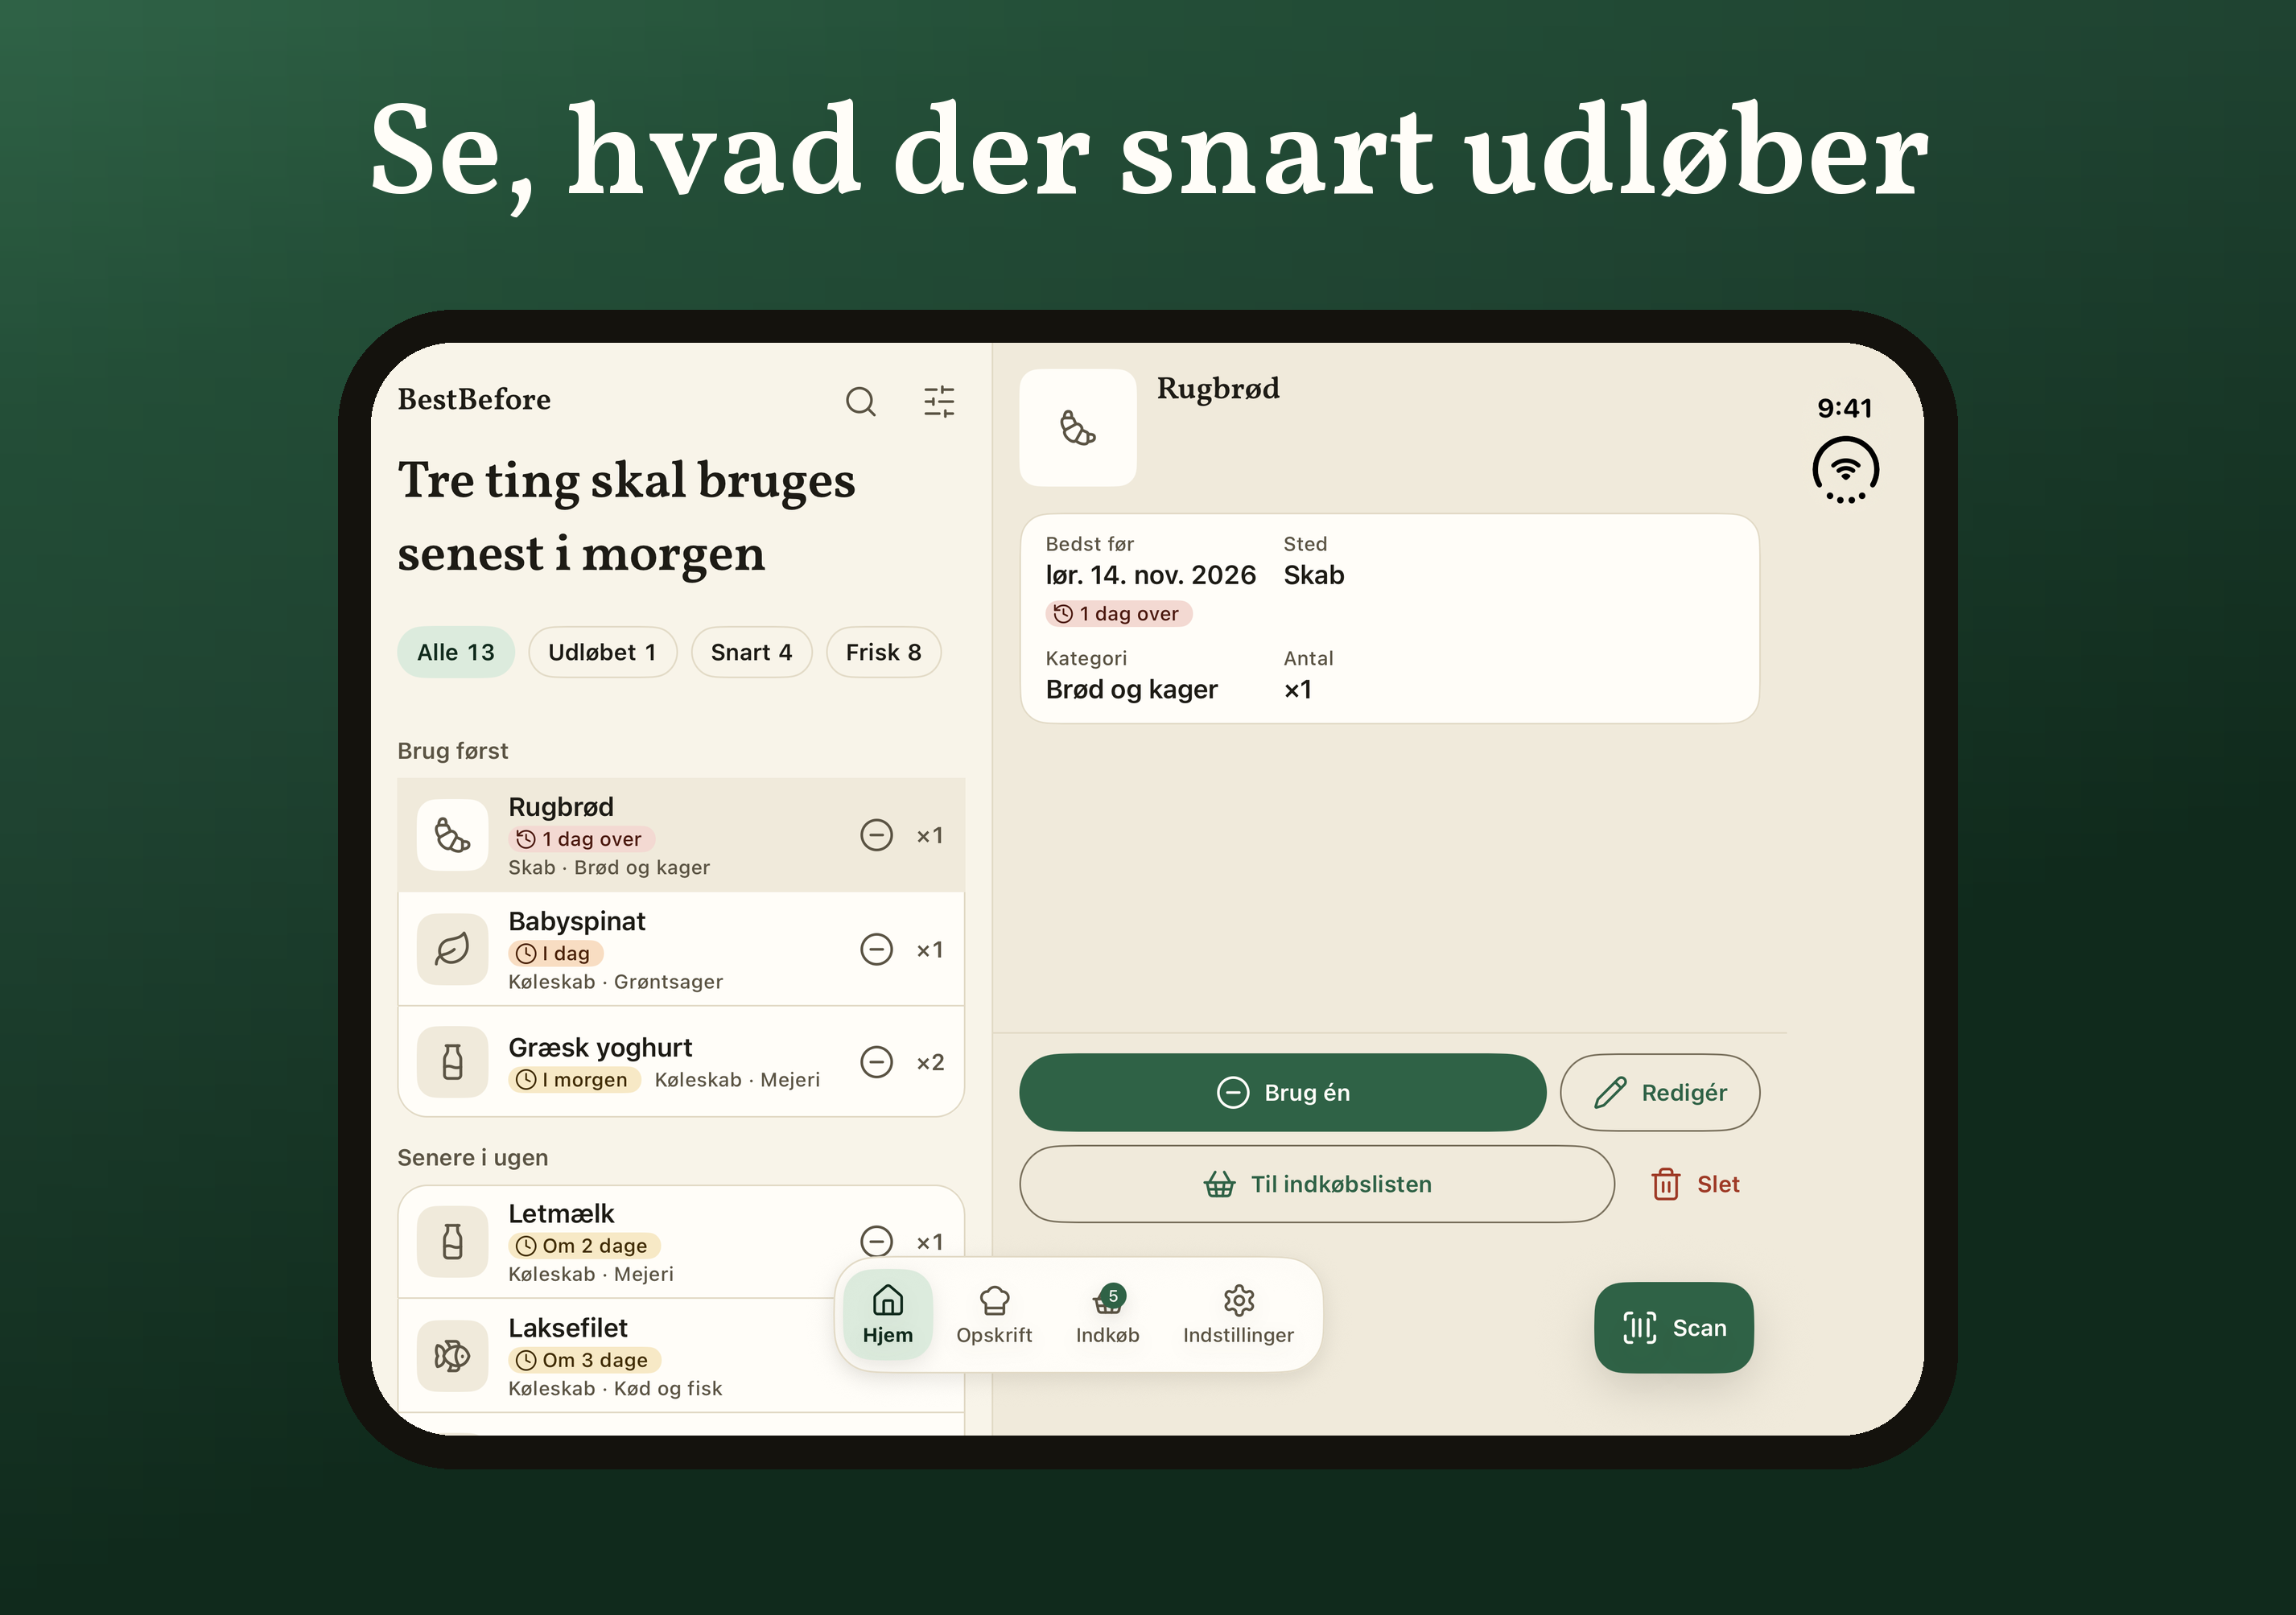 Se, hvad der snart udløber
BestBefore
Tre ting skal bruges
senest i morgen
Alle 13
Udløbet 1
Snart 4
Frisk 8
Brug først
Rugbrød
1 dag over
Skab · Brød og kager
×1
Babyspinat
I dag
Køleskab · Grøntsager
×1
Græsk yoghurt
I morgen Køleskab · Mejeri
×2
Senere i ugen
Letmælk
Om 2 dage
Køleskab · Mejeri
×1
Laksefilet
Om 3 dage
Køleskab · Kød og fisk
Rugbrød
9:41
Bedst før
lør. 14. nov. 2026
1 dag over
Sted
Skab
Kategori
Brød og kager
Antal
×1
Brug én
Redigér
Til indkøbslisten
Slet
Hjem
Opskrift
5
Indkøb
Indstillinger
Scan